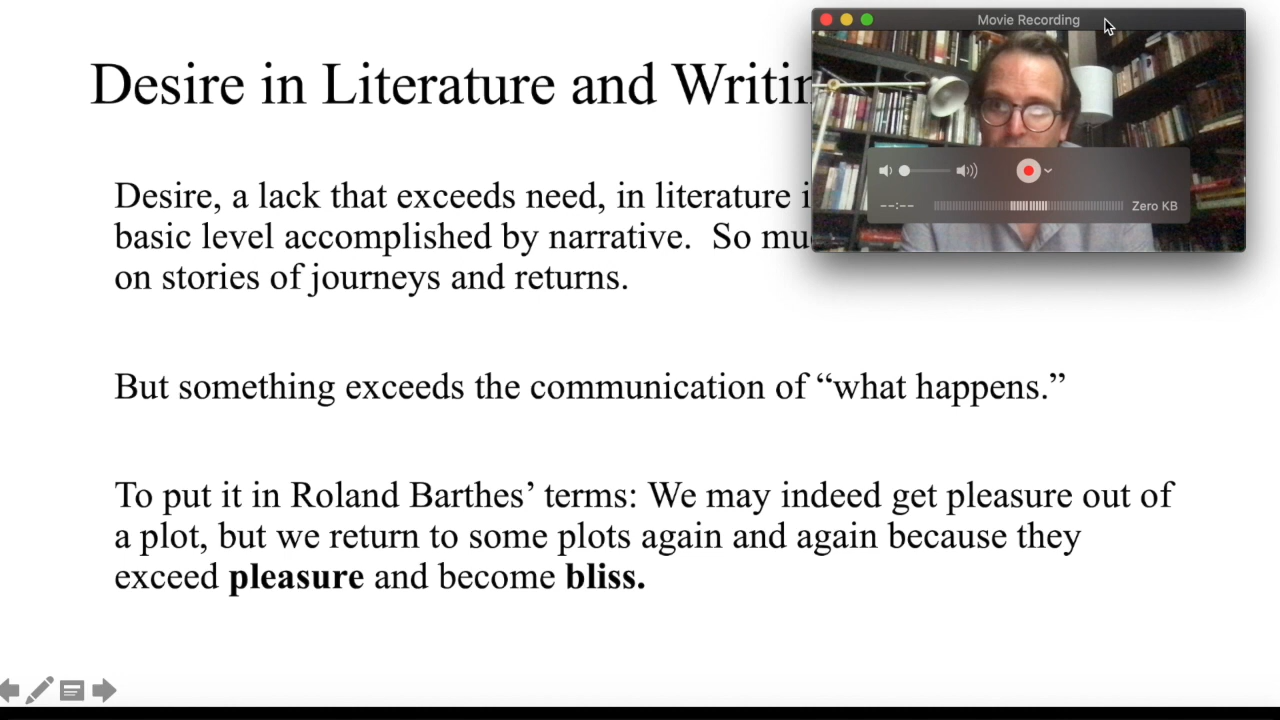 Movie Recording
Desire in Literature and
Desire, a lack that exceeds need, in literature
basic level accomplished by narrative.  So
on stories of journeys and returns.
--:--
Zero KB
But something exceeds the communication of “what happens.”
To put it in Roland Barthes’ terms: We may indeed get pleasure out of
a plot, but we return to some plots again and again because they
exceed pleasure and become bliss.